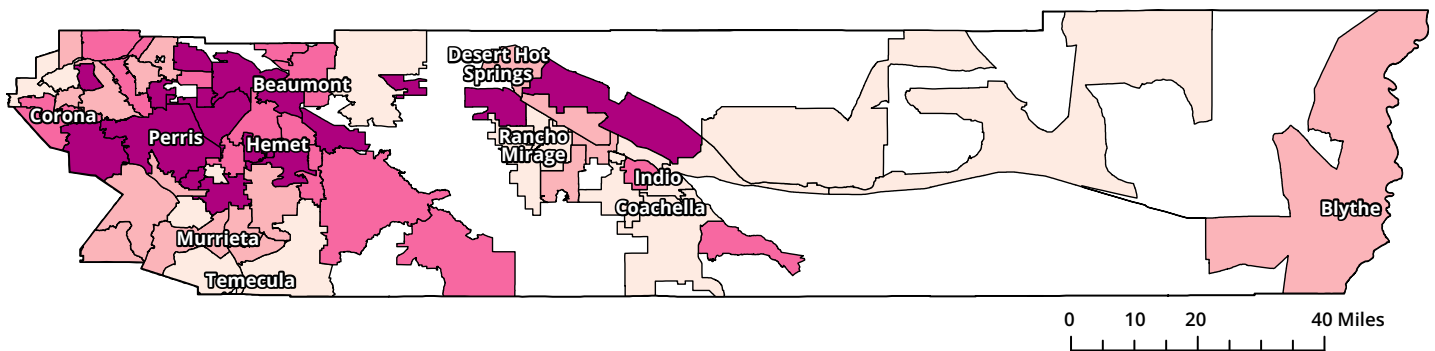 Desert Hot
Springs
Beaumont
Corona
Perris
Hemet
Rancho
Mirage
Indio
Coachella
Blythe
Murrieta
Temecula
0 10 20 40 Miles